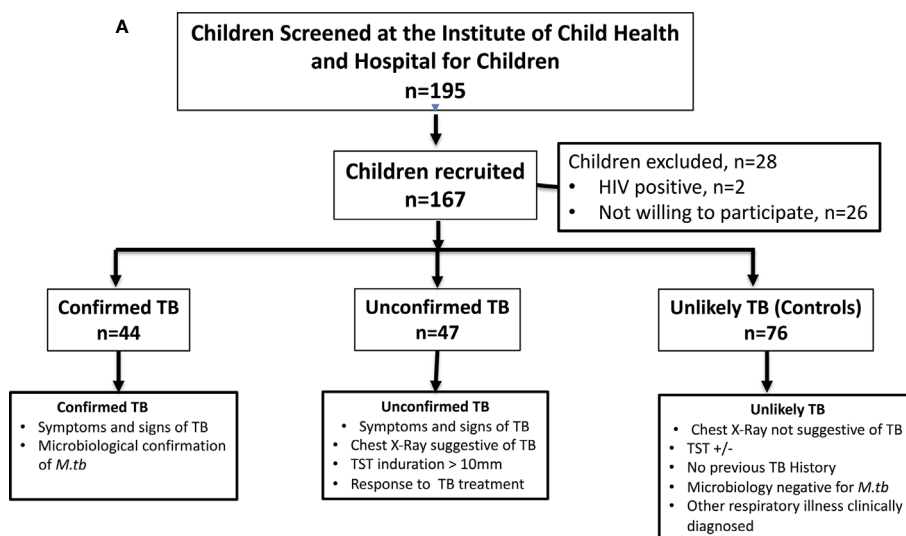 A
Children Screened at the Institute of Child Health
and Hospital for Children
n=195
Children recruited
n=167
Children excluded, n=28
• HIV positive, n=2
• Not willing to participate, n=26
Confirmed TB
n=44
Unconfirmed TB
n=47
Unlikely TB (Controls)
n=76
Confirmed TB
• Symptoms and signs of TB
• Microbiological confirmation
of M.tb
Unconfirmed TB
• Symptoms and signs of TB
• Chest X-Ray suggestive of TB
• TST induration > 10mm
• Response to TB treatment
Unlikely TB
• Chest X-Ray not suggestive of TB
• TST +/-
• No previous TB History
• Microbiology negative for M.tb
• Other respiratory illness clinically
diagnosed